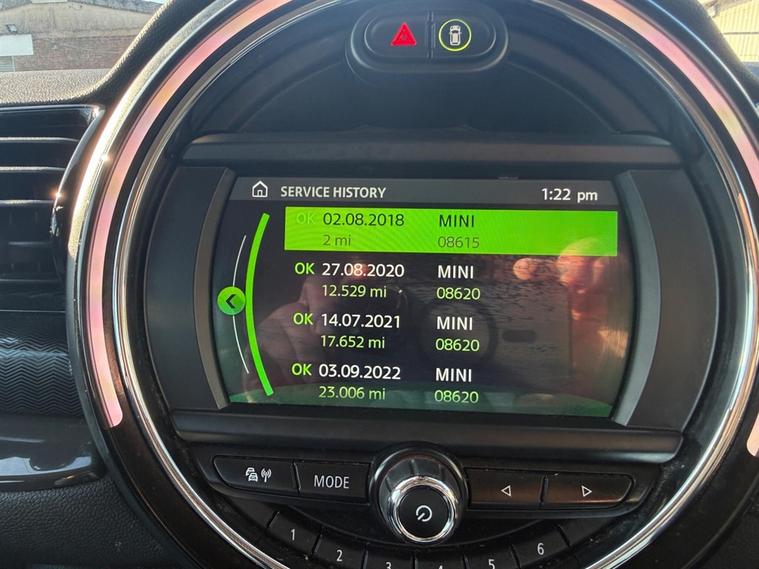 SERVICE HISTORY 1:22 pm
OK 02.08.2018 MINI
2 mi 08615
OK 27.08.2020 MINI
12.529 mi 08620
OK 14.07.2021 MINI
17.652 mi 08620
OK 03.09.2022 MINI
23.006 mi 08620
MODE
1 2 3 4 5 6